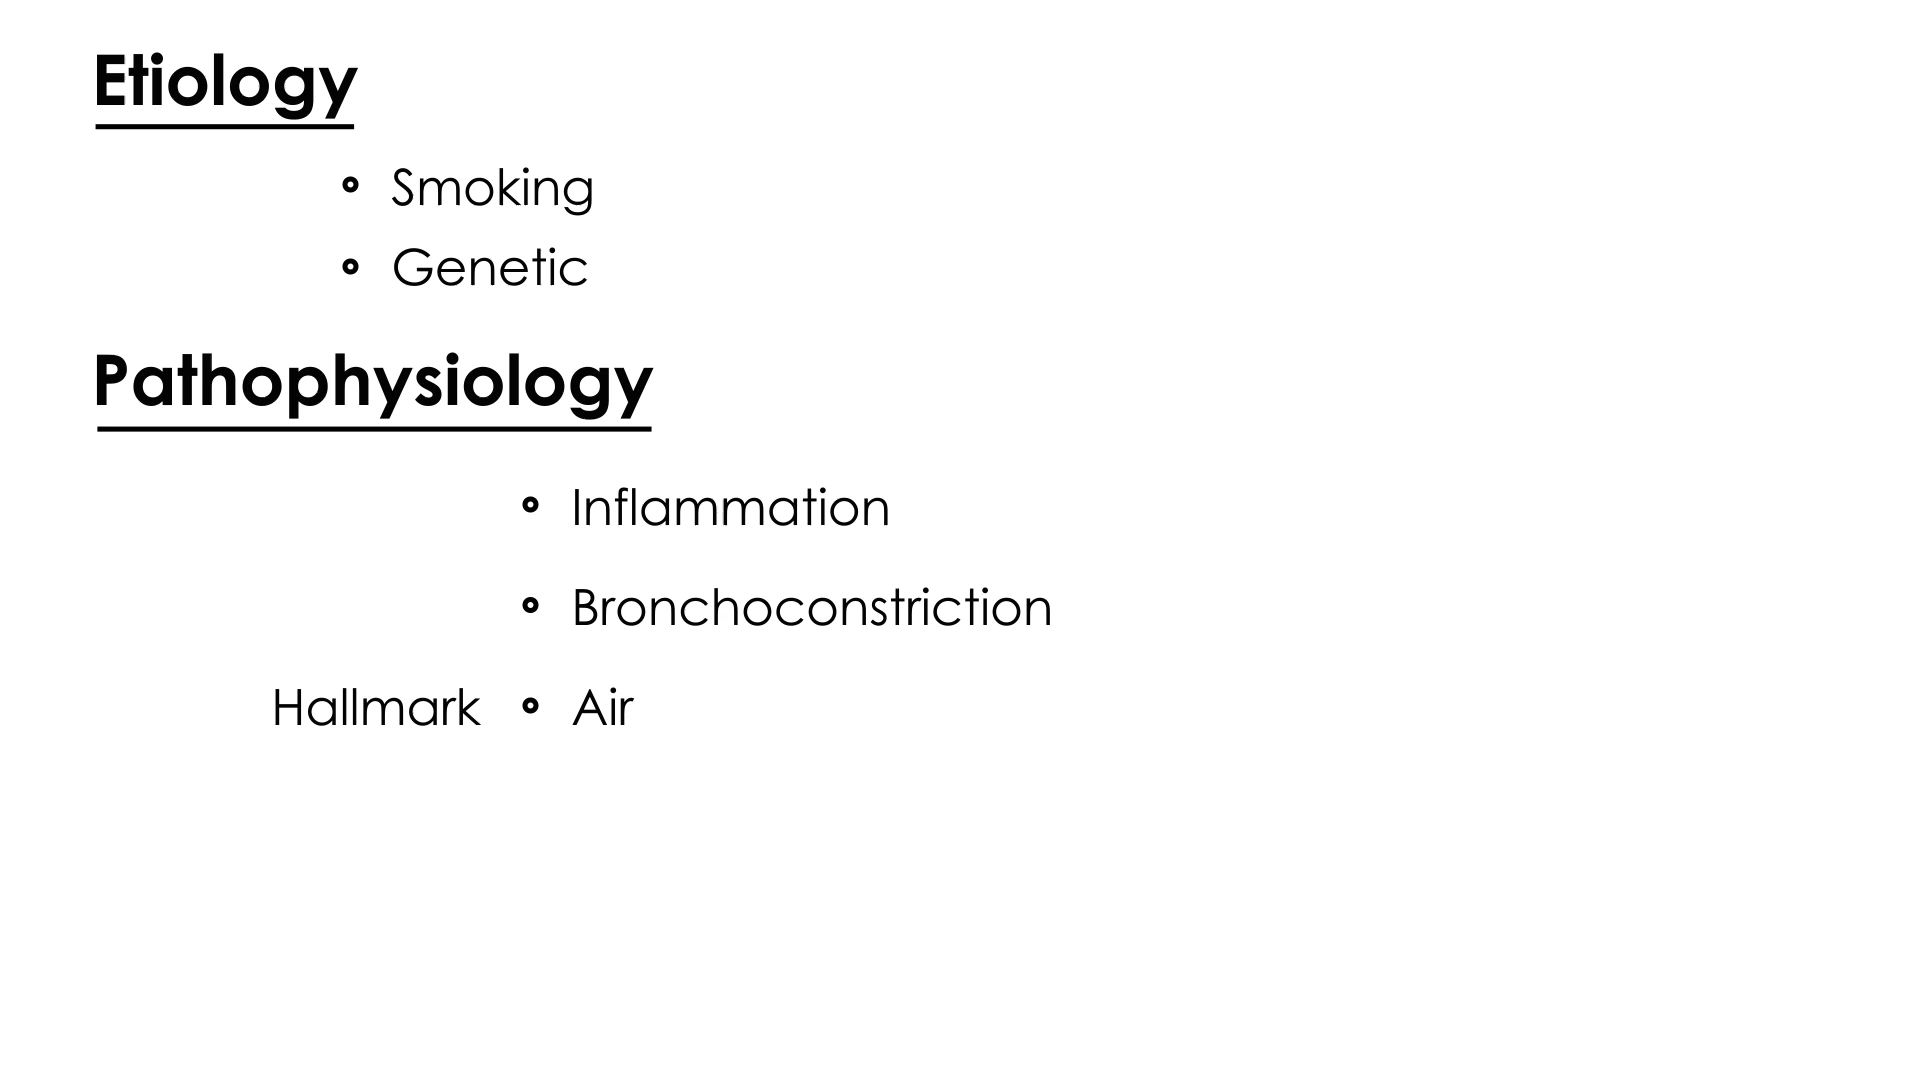 Etiology
Smoking
Genetic
Pathophysiology
Inflammation
Bronchoconstriction
Hallmark Air